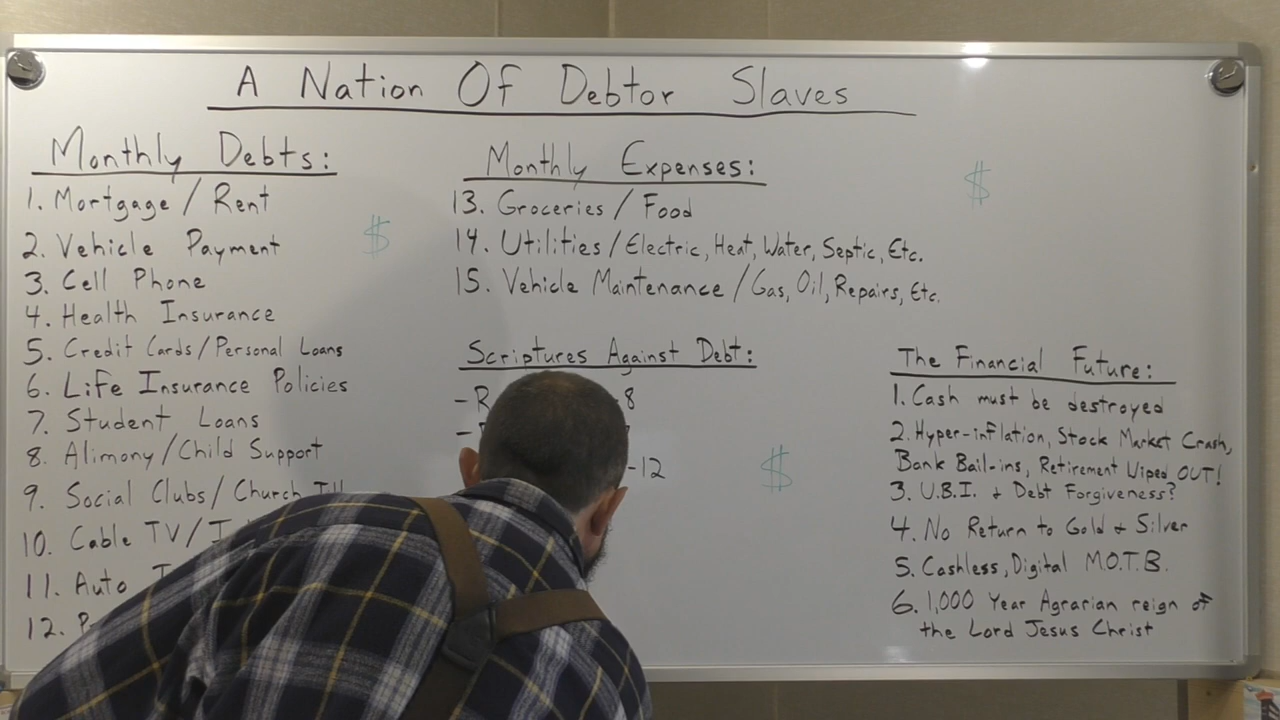 A Nation Of Debtor Slaves
Monthly Debts:
1. Mortgage / Rent
2. Vehicle Payment
3. Cell Phone
4. Health Insurance
5. Credit Cards / Personal Loans
6. Life Insurance Policies
7. Student Loans
8. Alimony / Child Support
9. Social Clubs / Church
10. Cable TV /
11. Auto
12.
$
Monthly Expenses:
13. Groceries / Food
14. Utilities / Electric, Heat, Water, Septic, Etc.
15. Vehicle Maintenance / Gas, Oil, Repairs, Etc.
$
Scriptures Against Debt:
- R 8
-
-12
$
The Financial Future:
1. Cash must be destroyed
2. Hyper-inflation, Stock Market Crash,
Bank Bail-ins, Retirement Wiped OUT!
3. U.B.I. + Debt Forgiveness?
4. No Return to Gold + Silver
5. Cashless, Digital M.O.T.B.
6. 1,000 Year Agrarian reign of
the Lord Jesus Christ